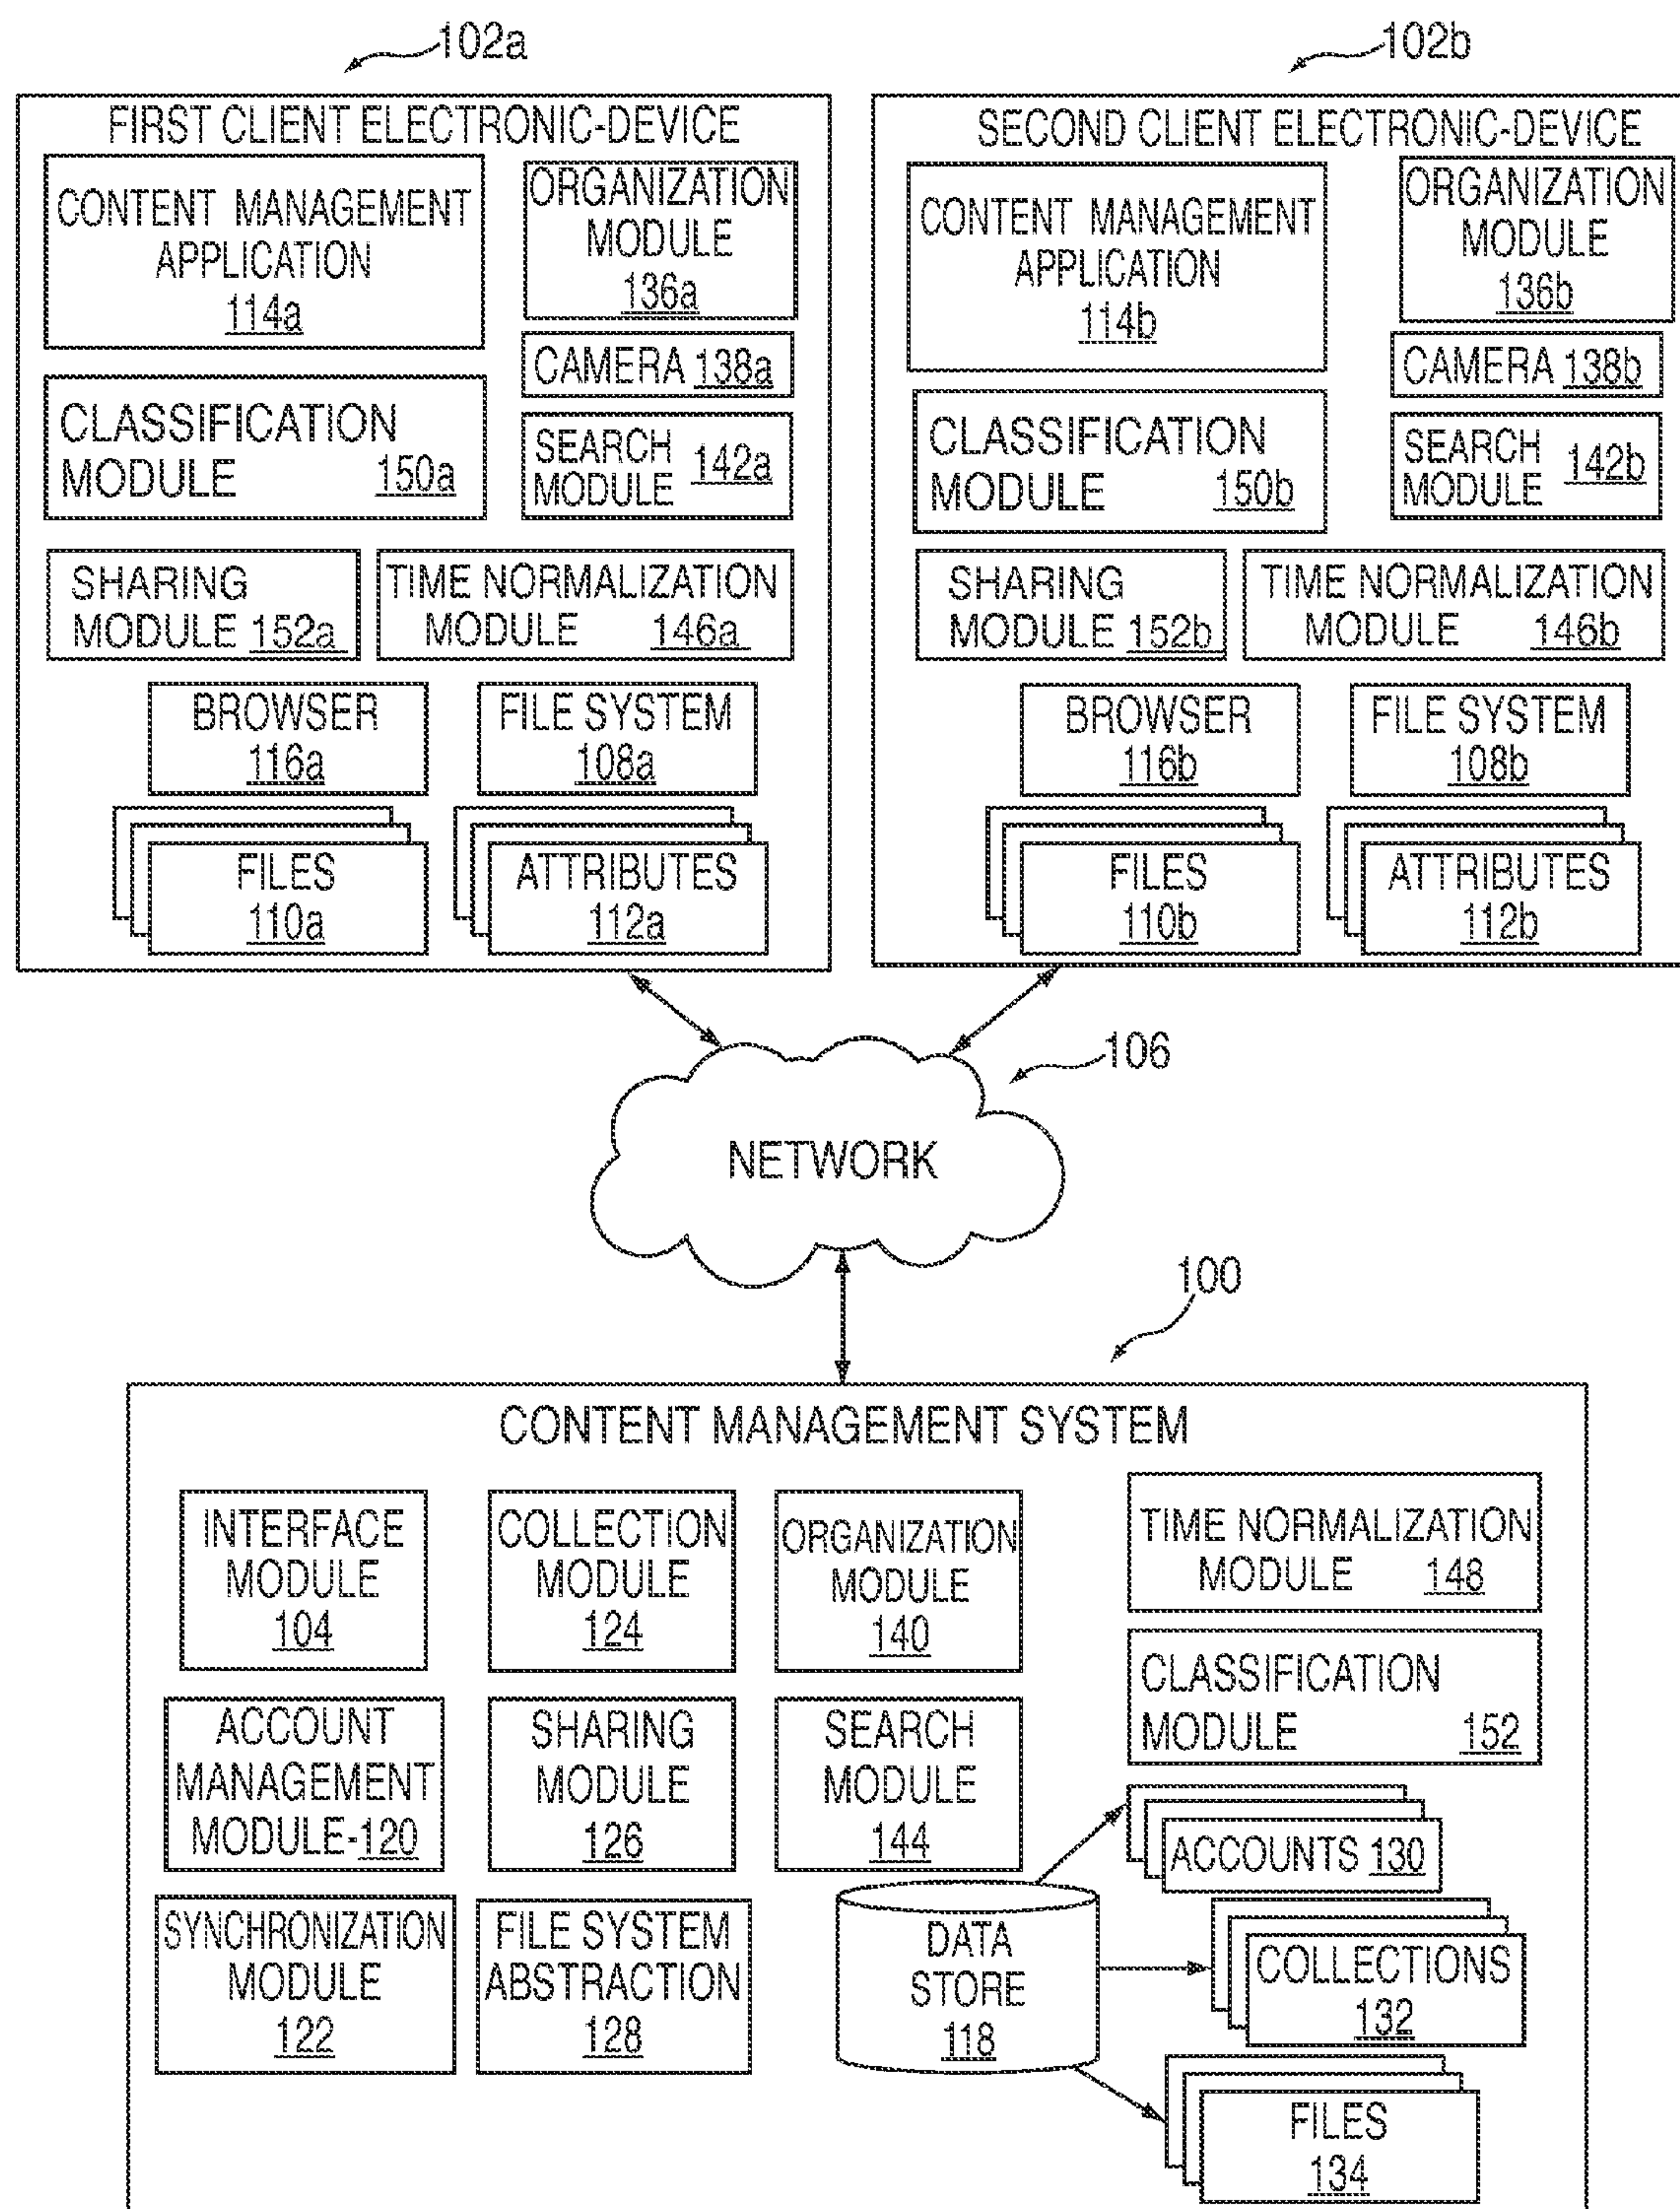 102a
102b
FIRST CLIENT ELECTRONIC-DEVICE
CONTENT MANAGEMENT
APPLICATION
114a
ORGANIZATION
MODULE
136a
CAMERA 138a
CLASSIFICATION
MODULE 150a
SEARCH
MODULE 142a
SHARING
MODULE 152a
TIME NORMALIZATION
MODULE 146a
BROWSER
116a
FILE SYSTEM
108a
FILES
110a
ATTRIBUTES
112a
SECOND CLIENT ELECTRONIC-DEVICE
CONTENT MANAGEMENT
APPLICATION
114b
ORGANIZATION
MODULE
136b
CAMERA 138b
CLASSIFICATION
MODULE 150b
SEARCH
MODULE 142b
SHARING
MODULE 152b
TIME NORMALIZATION
MODULE 146b
BROWSER
116b
FILE SYSTEM
108b
FILES
110b
ATTRIBUTES
112b
106
NETWORK
100
CONTENT MANAGEMENT SYSTEM
INTERFACE
MODULE
104
COLLECTION
MODULE
124
ORGANIZATION
MODULE
140
TIME NORMALIZATION
MODULE 148
ACCOUNT
MANAGEMENT
MODULE-120
SHARING
MODULE
126
SEARCH
MODULE
144
CLASSIFICATION
MODULE 152
SYNCHRONIZATION
MODULE
122
FILE SYSTEM
ABSTRACTION
128
DATA
STORE
118
ACCOUNTS 130
COLLECTIONS
132
FILES
134